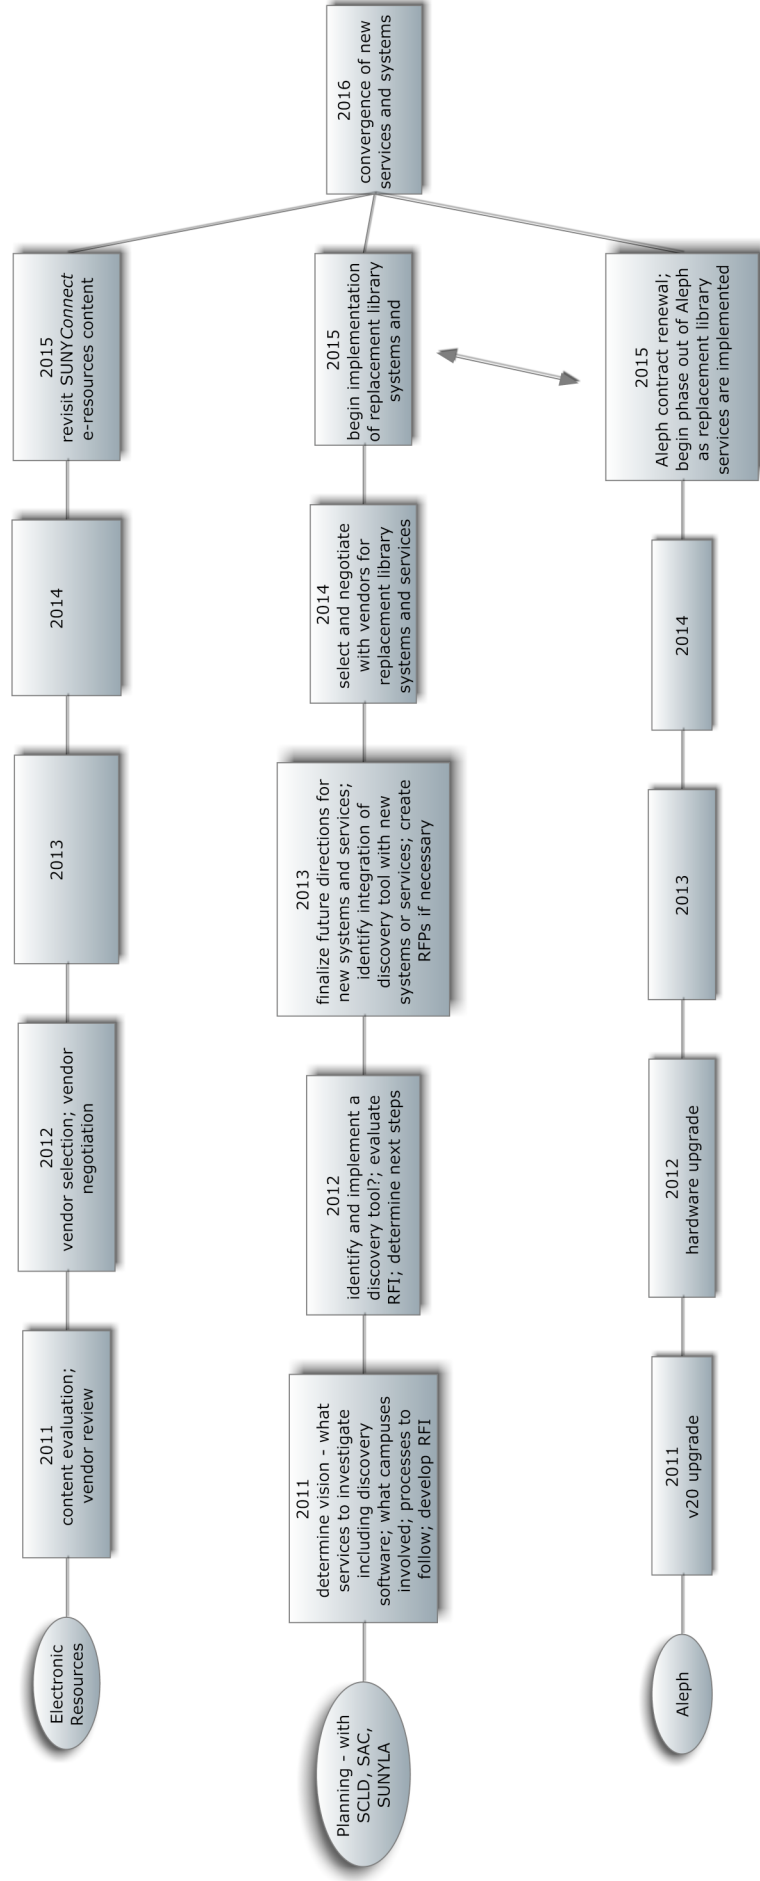 Electronic
Resources
2011
content evaluation;
vendor review
2012
vendor selection; vendor
negotiation
2013
2014
2015
revisit SUNYConnect
e-resources content
Planning - with
SCLD, SAC,
SUNYLA
2011
determine vision - what
services to investigate
including discovery
software; what campuses
involved; processes to
follow; develop RFI
2012
identify and implement a
discovery tool?; evaluate
RFI; determine next steps
2013
finalize future directions for
new systems and services;
identify integration of
discovery tool with new
systems or services; create
RFPs if necessary
2014
select and negotiate
with vendors for
replacement library
systems and services
2015
begin implementation
of replacement library
systems and
2016
convergence of new
services and systems
Aleph
2011
v20 upgrade
2012
hardware upgrade
2013
2014
2015
Aleph contract renewal;
begin phase out of Aleph
as replacement library
services are implemented